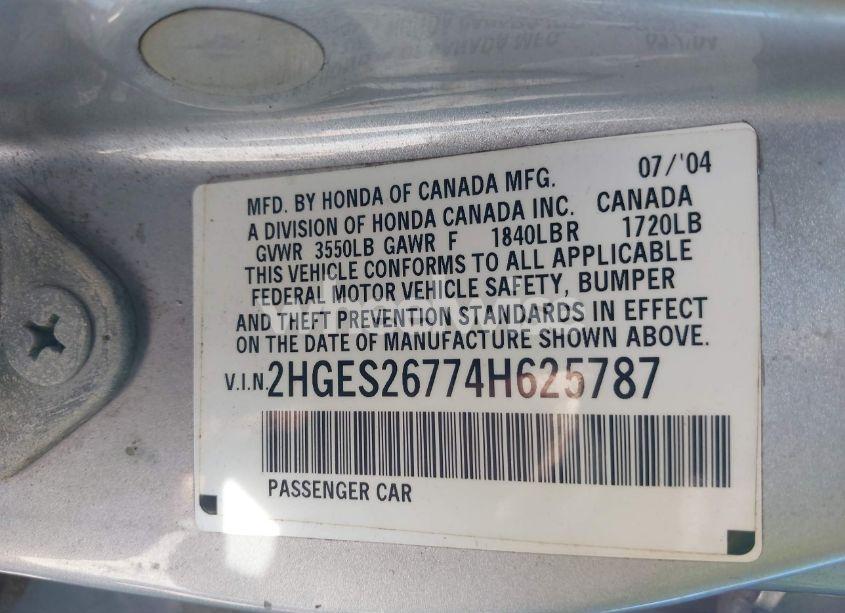 07/'04
MFD. BY HONDA OF CANADA MFG.
A DIVISION OF HONDA CANADA INC. CANADA
GVWR 3550LB GAWR F 1840LB R 1720LB
THIS VEHICLE CONFORMS TO ALL APPLICABLE
FEDERAL MOTOR VEHICLE SAFETY, BUMPER
AND THEFT PREVENTION STANDARDS IN EFFECT
ON THE DATE OF MANUFACTURE SHOWN ABOVE.
V.I.N. 2HGES26774H625787
PASSENGER CAR